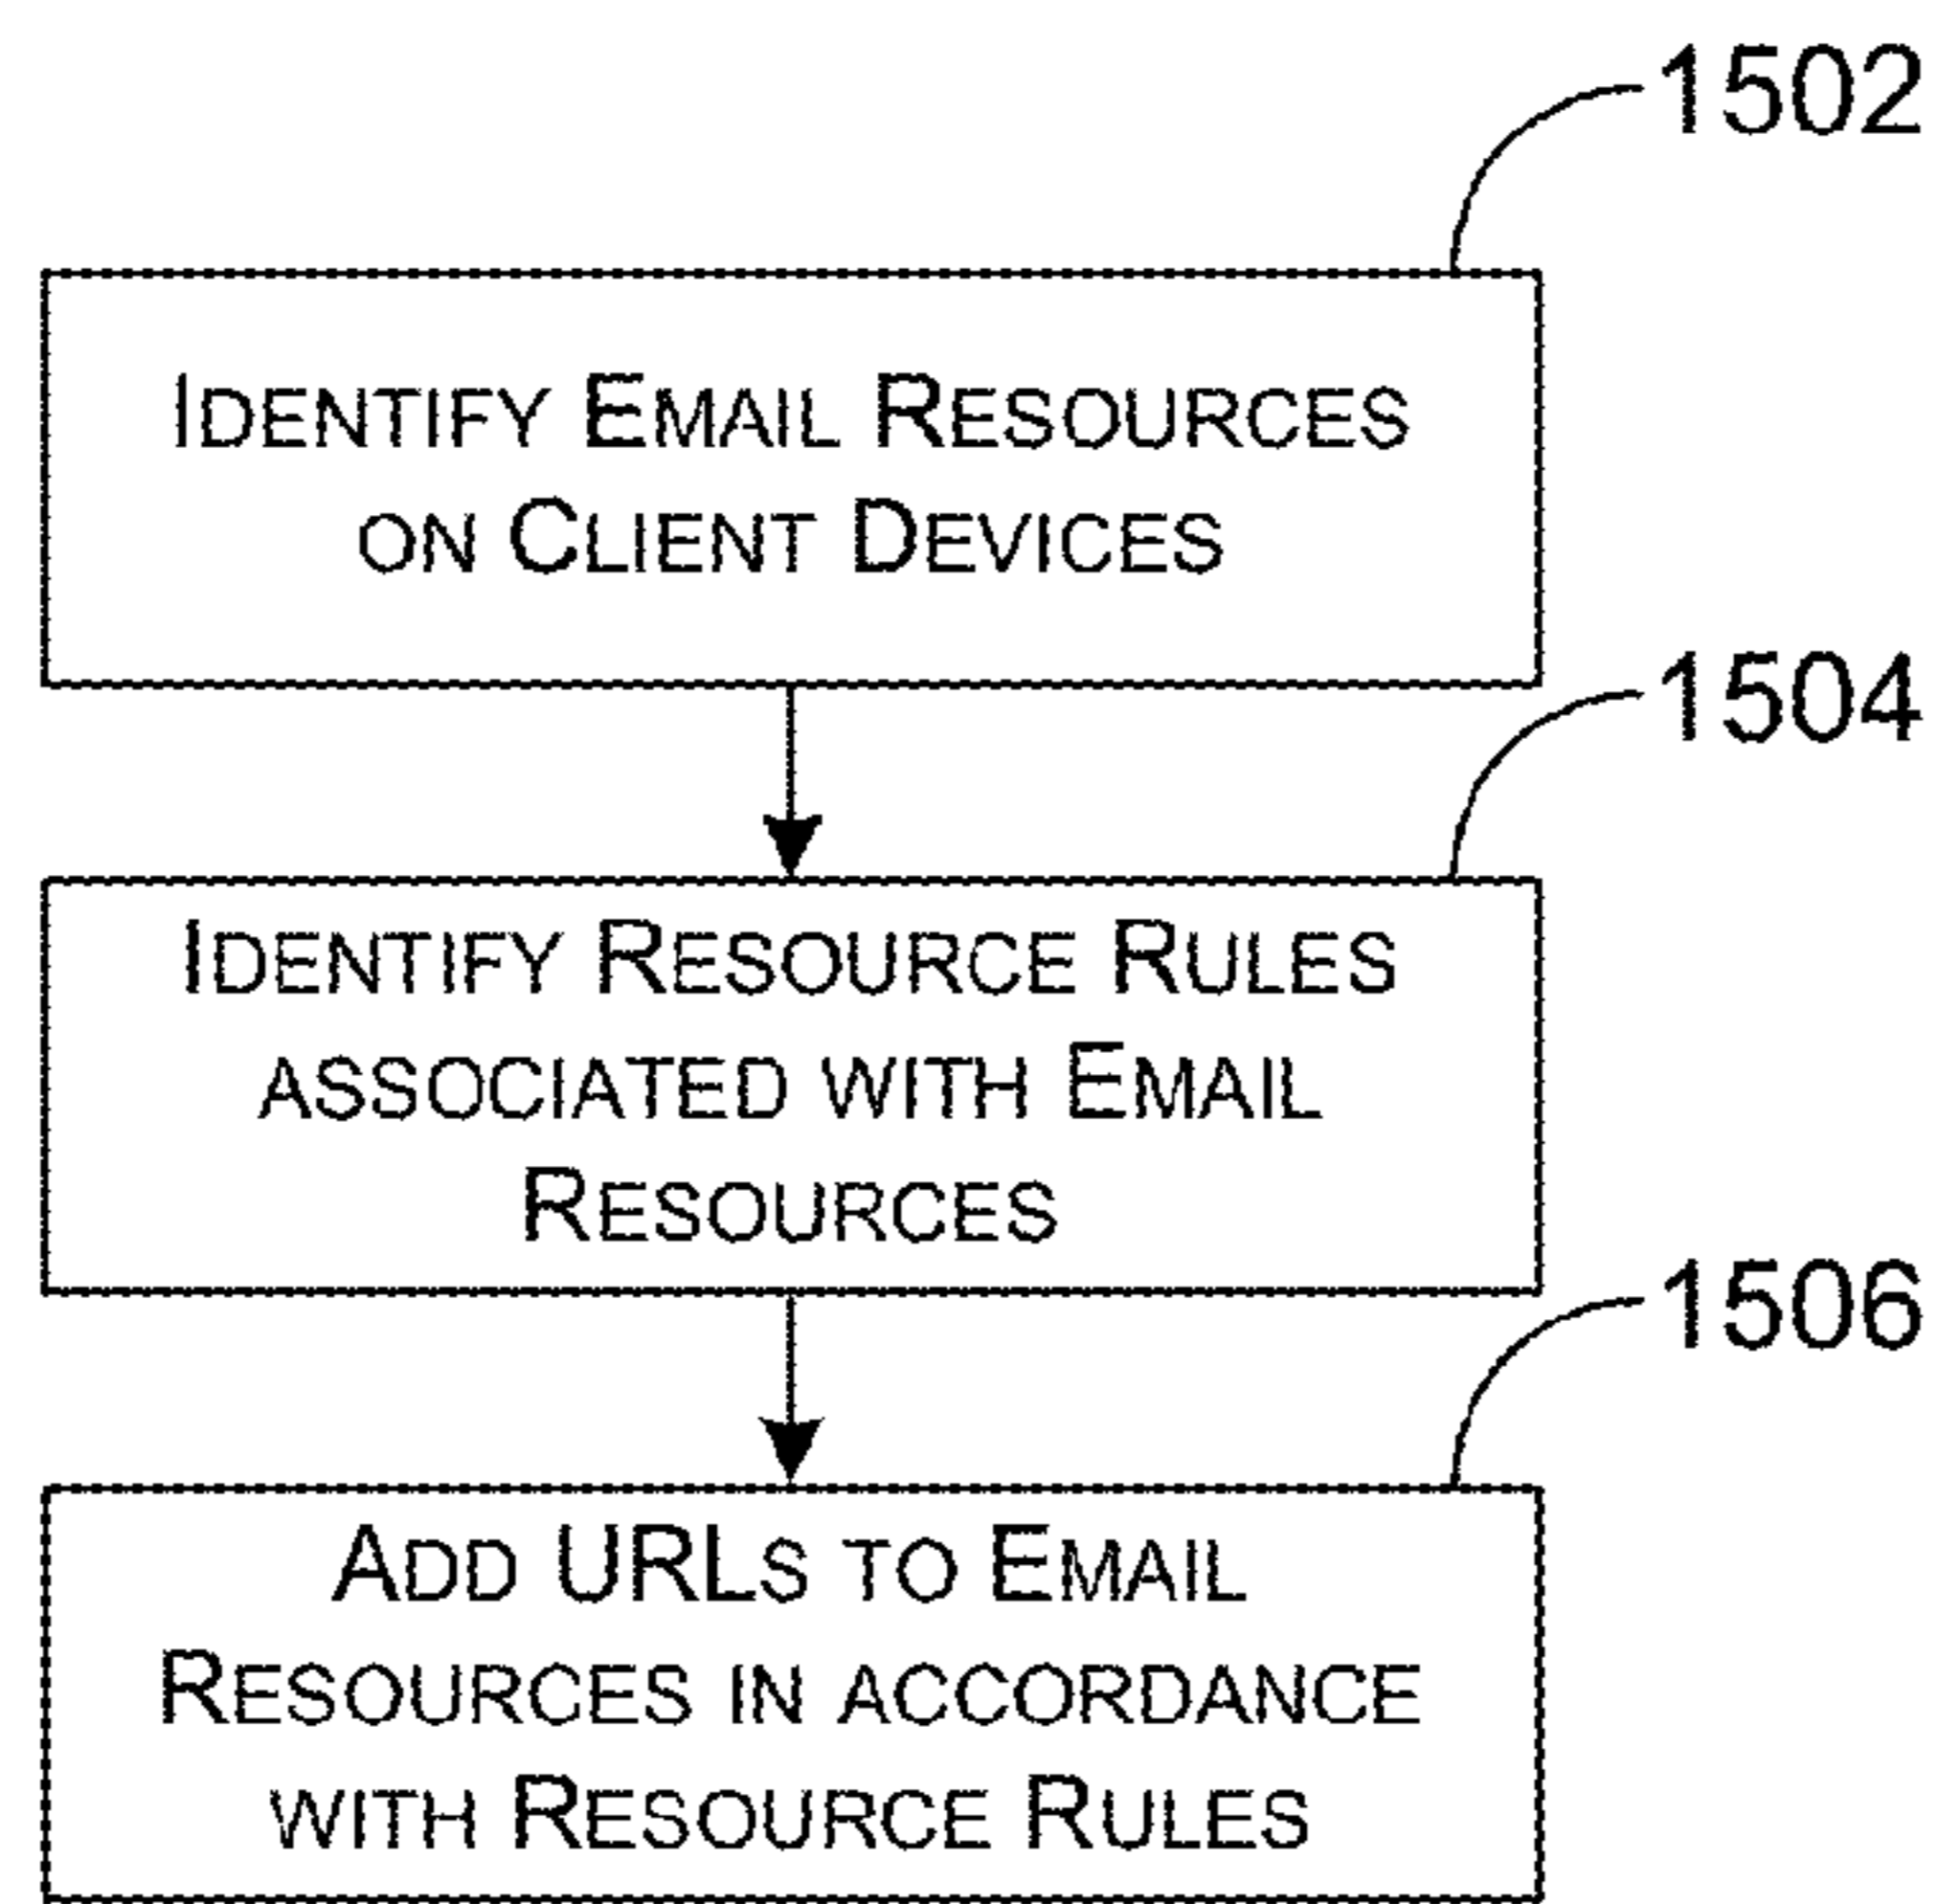 1502
IDENTIFY EMAIL RESOURCES
ON CLIENT DEVICES
1504
IDENTIFY RESOURCE RULES
ASSOCIATED WITH EMAIL
RESOURCES
1506
ADD URLS TO EMAIL
RESOURCES IN ACCORDANCE
WITH RESOURCE RULES